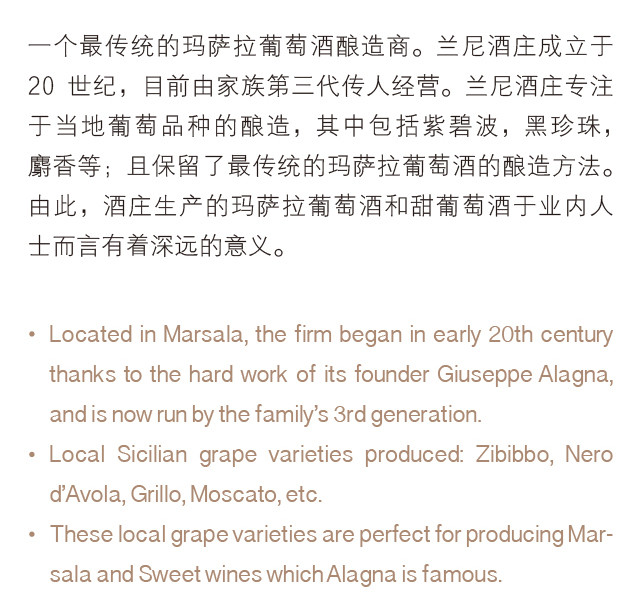 一个最传统的玛萨拉葡萄酒酿造商。兰尼酒庄成立于
20 世纪，目前由家族第三代传人经营。兰尼酒庄专注
于当地葡萄品种的酿造，其中包括紫碧波，黑珍珠，
麝香等；且保留了最传统的玛萨拉葡萄酒的酿造方法。
由此，酒庄生产的玛萨拉葡萄酒和甜葡萄酒于业内人
士而言有着深远的意义。
• Located in Marsala, the firm began in early 20th century
thanks to the hard work of its founder Giuseppe Alagna,
and is now run by the family’s 3rd generation.
• Local Sicilian grape varieties produced: Zibibbo, Nero
d’Avola, Grillo, Moscato, etc.
• These local grape varieties are perfect for producing Mar-
sala and Sweet wines which Alagna is famous.